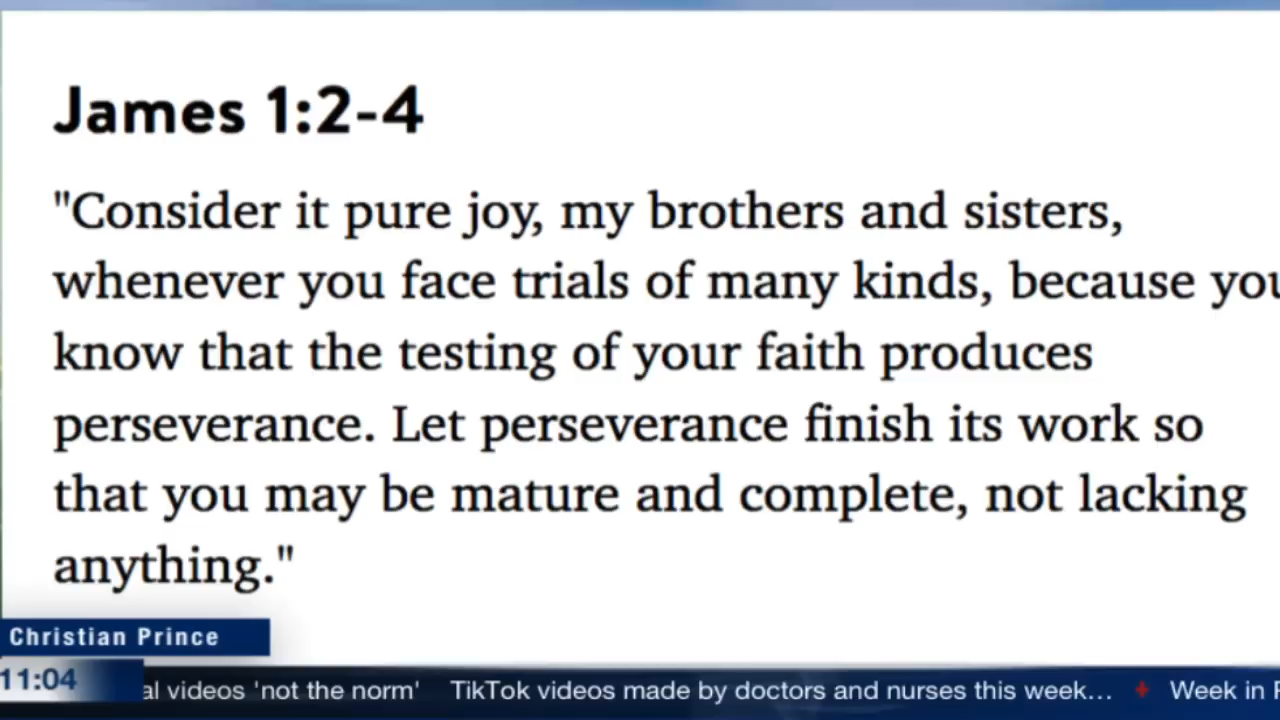 James 1:2-4
"Consider it pure joy, my brothers and sisters,
whenever you face trials of many kinds, because you
know that the testing of your faith produces
perseverance. Let perseverance finish its work so
that you may be mature and complete, not lacking
anything."
Christian Prince
11:04
al videos 'not the norm' TikTok videos made by doctors and nurses this week... Week in